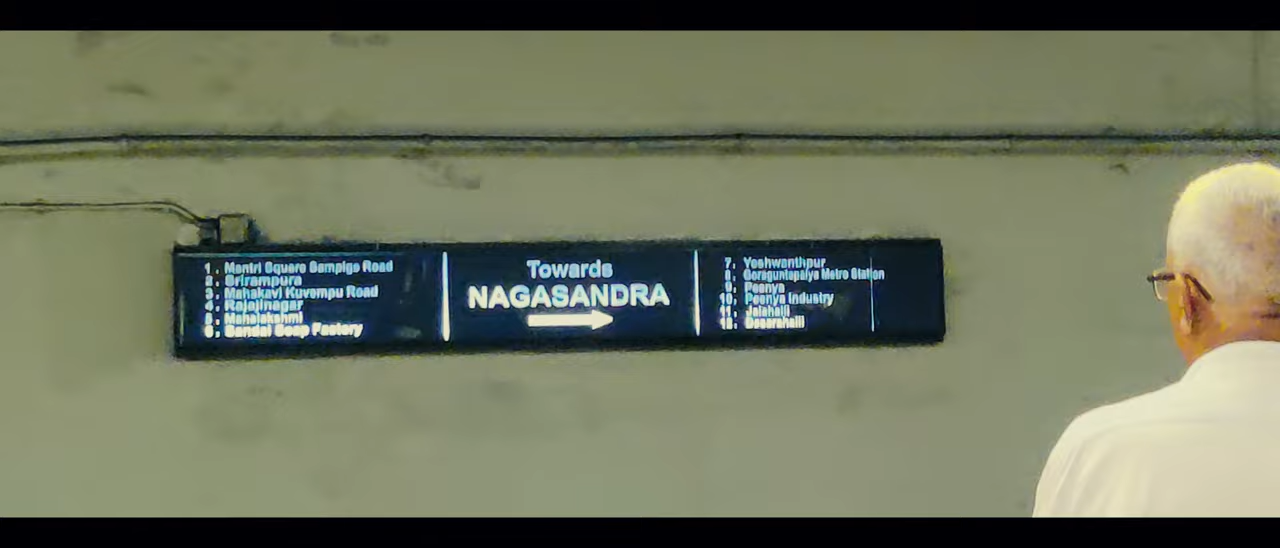 1. Mantri Square Sampige Road
2. Srirampura
3. Mahakavi Kuvempu Road
4. Rajajinagar
5. Mahalakshmi
6. Sandal Soap Factory
Towards
NAGASANDRA
7. Yeshwanthpur
8. Goraguntepalya Metro Station
9. Peenya
10. Peenya Industry
11. Jalahalli
12. Dasarahalli